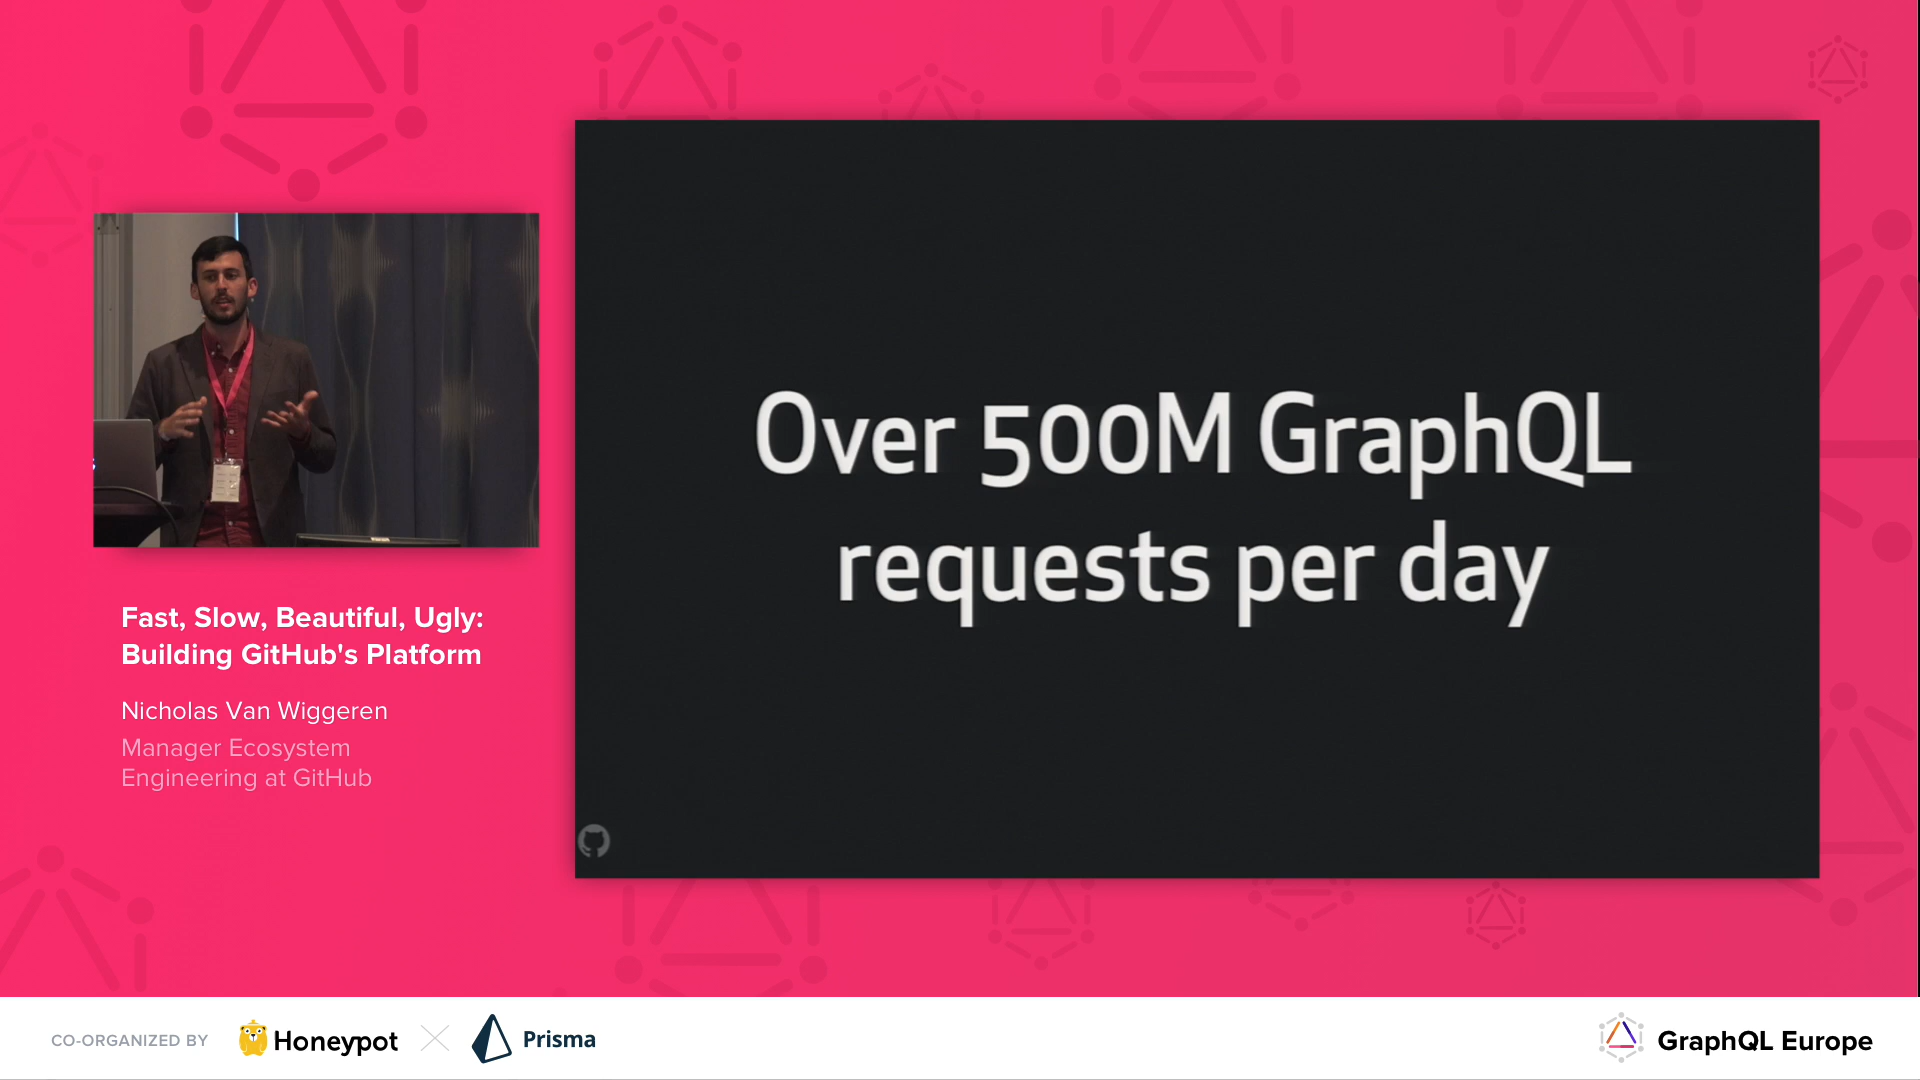 Over 500M GraphQL
requests per day
Fast, Slow, Beautiful, Ugly:
Building GitHub's Platform
Nicholas Van Wiggeren
Manager Ecosystem
Engineering at GitHub
CO-ORGANIZED BY
Honeypot
Prisma
GraphQL Europe